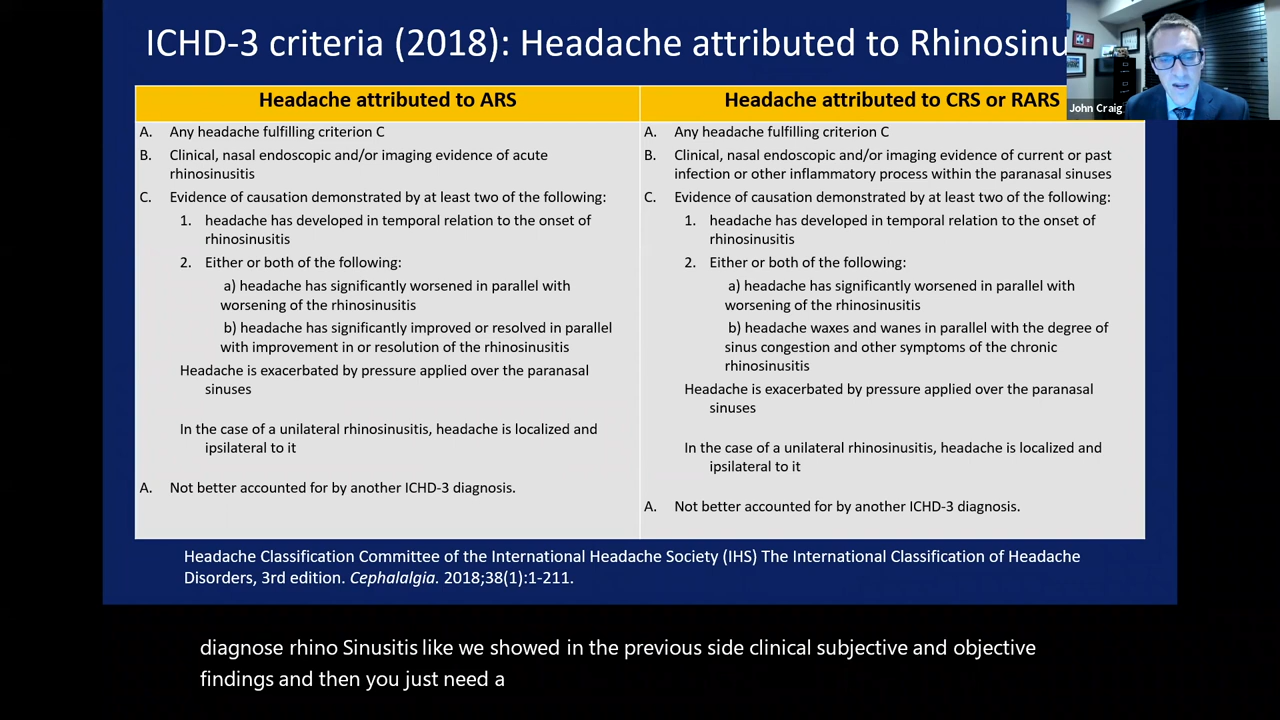 ICHD-3 criteria (2018): Headache attributed to Rhinosinu
John Craig
Headache attributed to ARS
A. Any headache fulfilling criterion C
B. Clinical, nasal endoscopic and/or imaging evidence of acute
rhinosinusitis
C. Evidence of causation demonstrated by at least two of the following:
1. headache has developed in temporal relation to the onset of
rhinosinusitis
2. Either or both of the following:
a) headache has significantly worsened in parallel with
worsening of the rhinosinusitis
b) headache has significantly improved or resolved in parallel
with improvement in or resolution of the rhinosinusitis
Headache is exacerbated by pressure applied over the paranasal
sinuses
In the case of a unilateral rhinosinusitis, headache is localized and
ipsilateral to it
A. Not better accounted for by another ICHD-3 diagnosis.
Headache attributed to CRS or RARS
A. Any headache fulfilling criterion C
B. Clinical, nasal endoscopic and/or imaging evidence of current or past
infection or other inflammatory process within the paranasal sinuses
C. Evidence of causation demonstrated by at least two of the following:
1. headache has developed in temporal relation to the onset of
rhinosinusitis
2. Either or both of the following:
a) headache has significantly worsened in parallel with
worsening of the rhinosinusitis
b) headache waxes and wanes in parallel with the degree of
sinus congestion and other symptoms of the chronic
rhinosinusitis
Headache is exacerbated by pressure applied over the paranasal
sinuses
In the case of a unilateral rhinosinusitis, headache is localized and
ipsilateral to it
A. Not better accounted for by another ICHD-3 diagnosis.
Headache Classification Committee of the International Headache Society (IHS) The International Classification of Headache
Disorders, 3rd edition. Cephalalgia. 2018;38(1):1-211.
diagnose rhino Sinusitis like we showed in the previous side clinical subjective and objective
findings and then you just need a